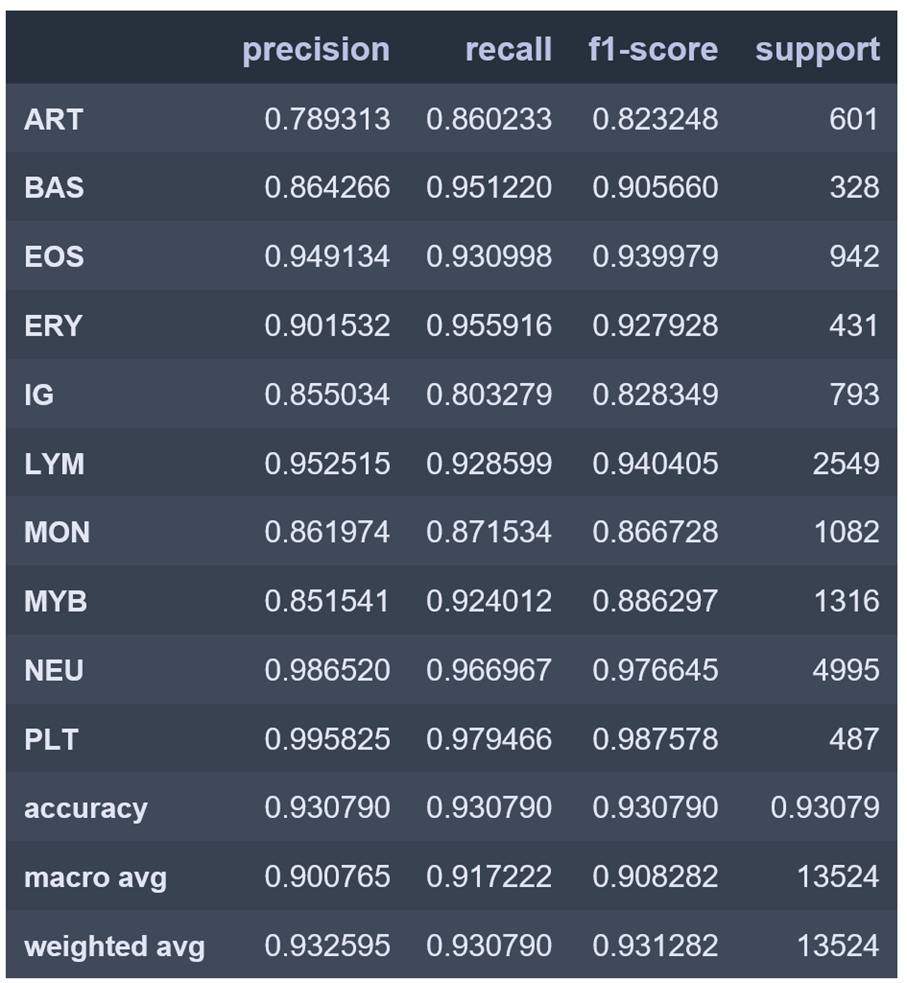 precision recall f1-score support
ART 0.789313 0.860233 0.823248 601
BAS 0.864266 0.951220 0.905660 328
EOS 0.949134 0.930998 0.939979 942
ERY 0.901532 0.955916 0.927928 431
IG 0.855034 0.803279 0.828349 793
LYM 0.952515 0.928599 0.940405 2549
MON 0.861974 0.871534 0.866728 1082
MYB 0.851541 0.924012 0.886297 1316
NEU 0.986520 0.966967 0.976645 4995
PLT 0.995825 0.979466 0.987578 487
accuracy 0.930790 0.930790 0.930790 0.93079
macro avg 0.900765 0.917222 0.908282 13524
weighted avg 0.932595 0.930790 0.931282 13524